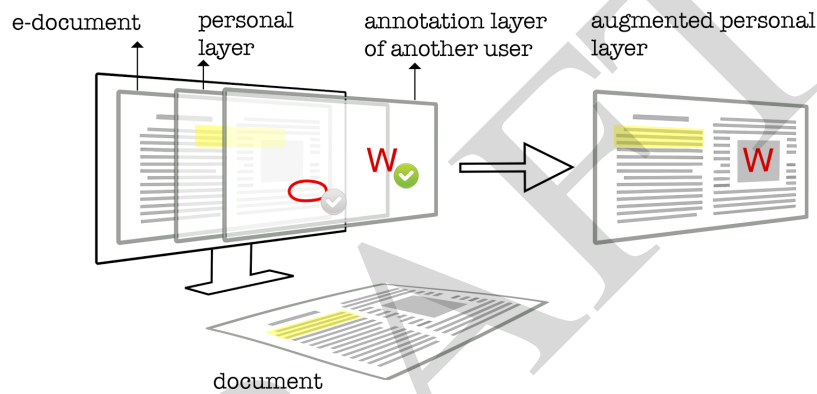 e-document
personal
layer
annotation layer
of another user
augmented personal
layer
W
W
document